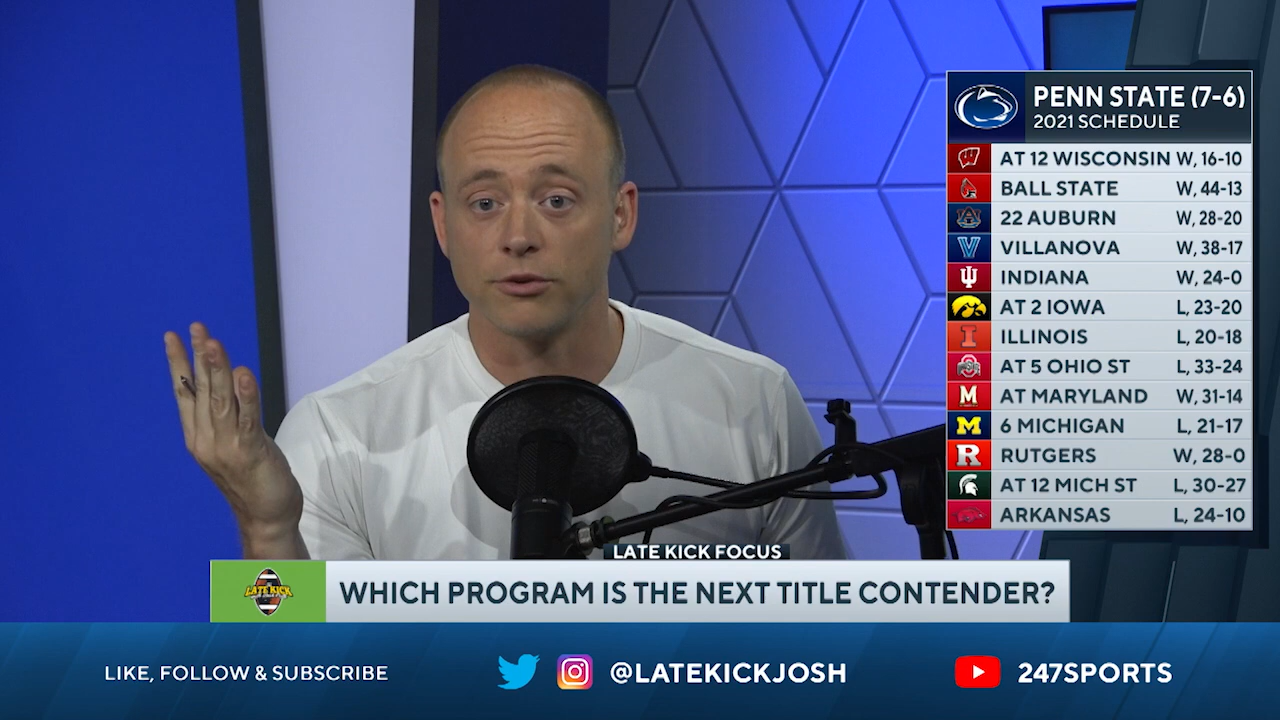 PENN STATE (7-6)
2021 SCHEDULE
AT 12 WISCONSIN W, 16-10
BALL STATE W, 44-13
22 AUBURN W, 28-20
VILLANOVA W, 38-17
INDIANA W, 24-0
AT 2 IOWA L, 23-20
ILLINOIS L, 20-18
AT 5 OHIO ST L, 33-24
AT MARYLAND W, 31-14
6 MICHIGAN L, 21-17
RUTGERS W, 28-0
AT 12 MICH ST L, 30-27
ARKANSAS L, 24-10
LATE KICK FOCUS
LATE KICK
WHICH PROGRAM IS THE NEXT TITLE CONTENDER?
LIKE, FOLLOW & SUBSCRIBE
@LATEKICKJOSH
247SPORTS